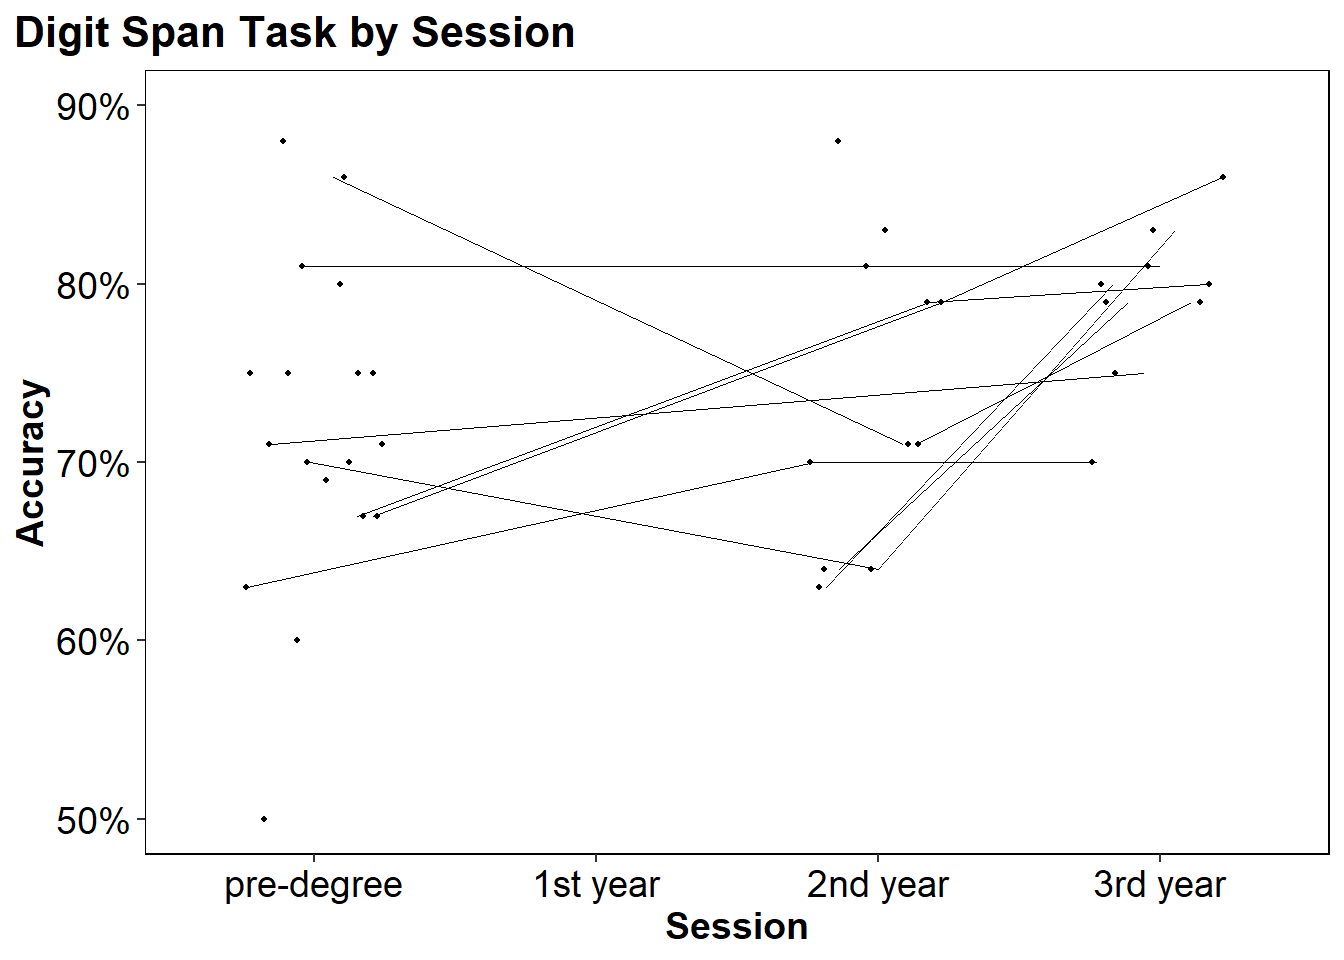 Digit Span Task by Session
90%
80%
70%
60%
50%
Accuracy
pre-degree 1st year 2nd year 3rd year
Session